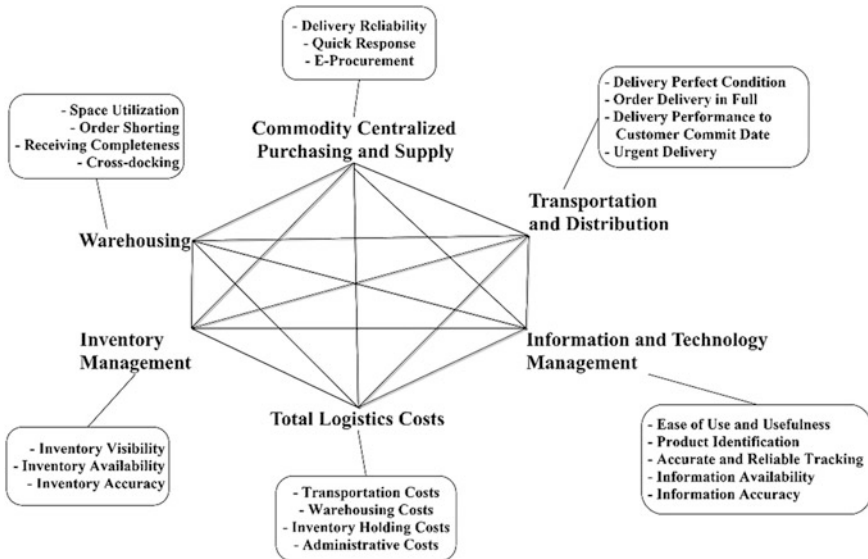 - Delivery Reliability
- Quick Response
- E-Procurement
Commodity Centralized
Purchasing and Supply
- Delivery Perfect Condition
- Order Delivery in Full
- Delivery Performance to
Customer Commit Date
- Urgent Delivery
Transportation
and Distribution
- Space Utilization
- Order Shorting
- Receiving Completeness
- Cross-docking
Warehousing
Inventory
Management
Information and Technology
Management
Total Logistics Costs
- Inventory Visibility
- Inventory Availability
- Inventory Accuracy
- Transportation Costs
- Warehousing Costs
- Inventory Holding Costs
- Administrative Costs
- Ease of Use and Usefulness
- Product Identification
- Accurate and Reliable Tracking
- Information Availability
- Information Accuracy